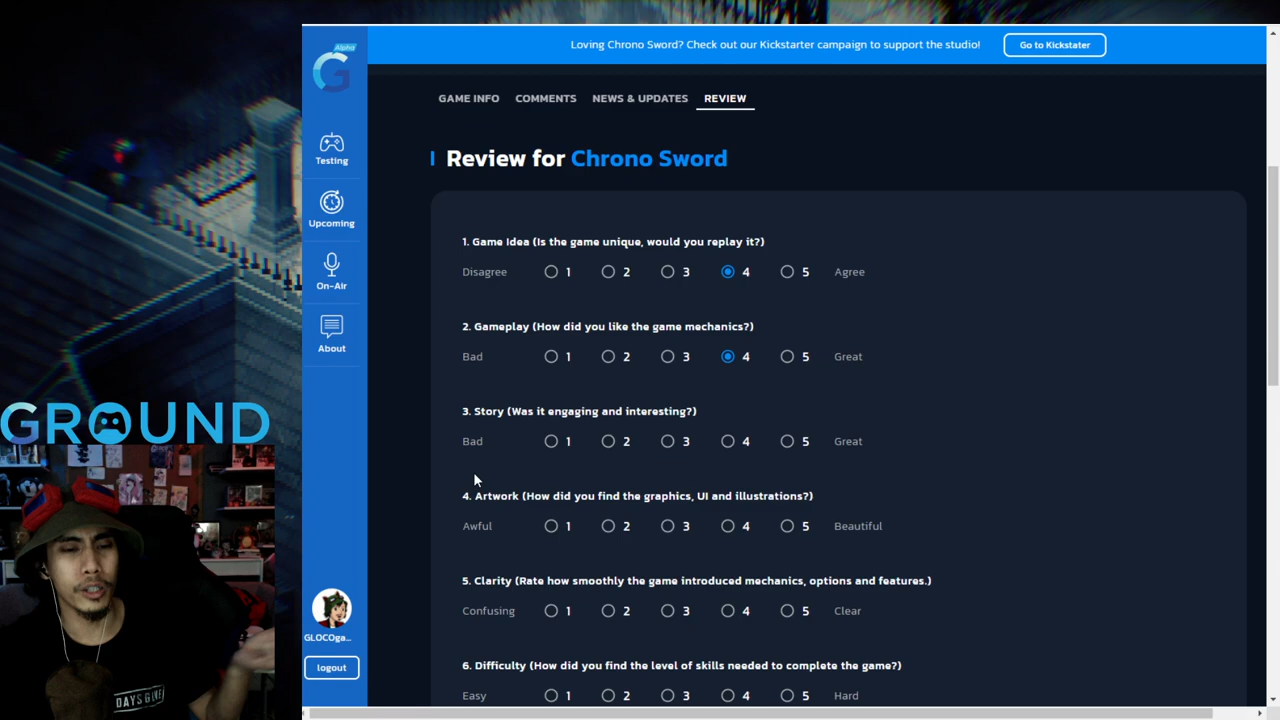 Loving Chrono Sword? Check out our Kickstarter campaign to support the studio!
Go to Kickstater
Alpha
G
GAME INFO COMMENTS NEWS & UPDATES REVIEW
Testing
Upcoming
On-Air
About
Review for Chrono Sword
1. Game Idea (Is the game unique, would you replay it?)
Disagree 1 2 3 4 5 Agree
2. Gameplay (How did you like the game mechanics?)
Bad 1 2 3 4 5 Great
3. Story (Was it engaging and interesting?)
Bad 1 2 3 4 5 Great
4. Artwork (How did you find the graphics, UI and illustrations?)
Awful 1 2 3 4 5 Beautiful
5. Clarity (Rate how smoothly the game introduced mechanics, options and features.)
Confusing 1 2 3 4 5 Clear
6. Difficulty (How did you find the level of skills needed to complete the game?)
Easy 1 2 3 4 5 Hard
GROUND
GLOCOga...
logout
DAYS GONE